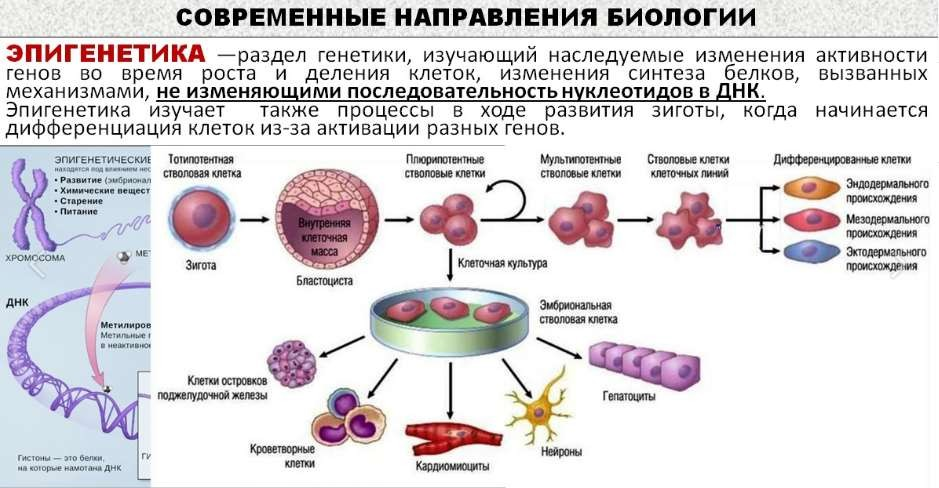 СОВРЕМЕННЫЕ НАПРАВЛЕНИЯ БИОЛОГИИ
ЭПИГЕНЕТИКА —раздел генетики, изучающий наследуемые изменения активности
генов во время роста и деления клеток, изменения синтеза белков, вызванных
механизмами, не изменяющими последовательность нуклеотидов в ДНК.
Эпигенетика изучает также процессы в ходе развития зиготы, когда начинается
дифференциация клеток из-за активации разных генов.
ЭПИГЕНЕТИЧЕСКИЕ
находятся под влиянием
• Развитие
• Химические
• Старение
• Питание
ХРОМОСОМА
ДНК
Метильные
в
Гистоны — это белки,
на которые намотана ДНК
Тотипотентная
стволовая клетка
Зигота
Внутренняя
клеточная
масса
Бластоциста
Плюрипотентные
стволовые клетки
Мультипотентные
стволовые клетки
Стволовые клетки
клеточных линий
Дифференцированные клетки
Эндодермального
происхождения
Мезодермального
происхождения
Эктодермального
происхождения
Клеточная культура
Эмбриональная
стволовая клетка
Клетки островков
поджелудочной железы
Кроветворные
клетки
Кардиомиоциты
Нейроны
Гепатоциты